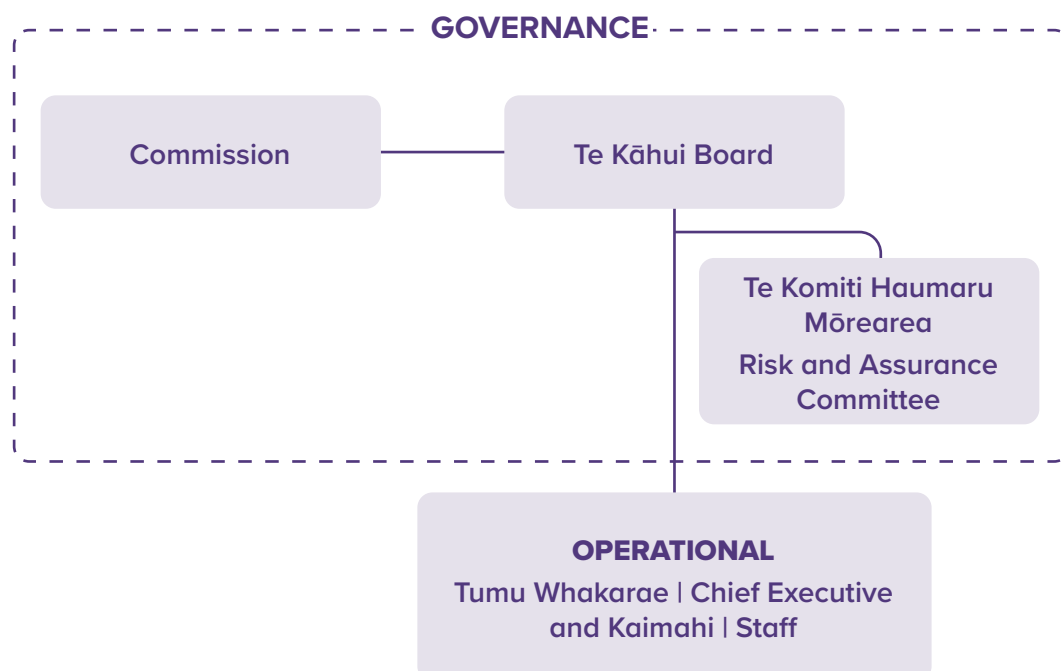 GOVERNANCE
Commission
Te Kāhui Board
Te Komiti Haumaru
Mōrearea
Risk and Assurance
Committee
OPERATIONAL
Tumu Whakarae | Chief Executive
and Kaimahi | Staff